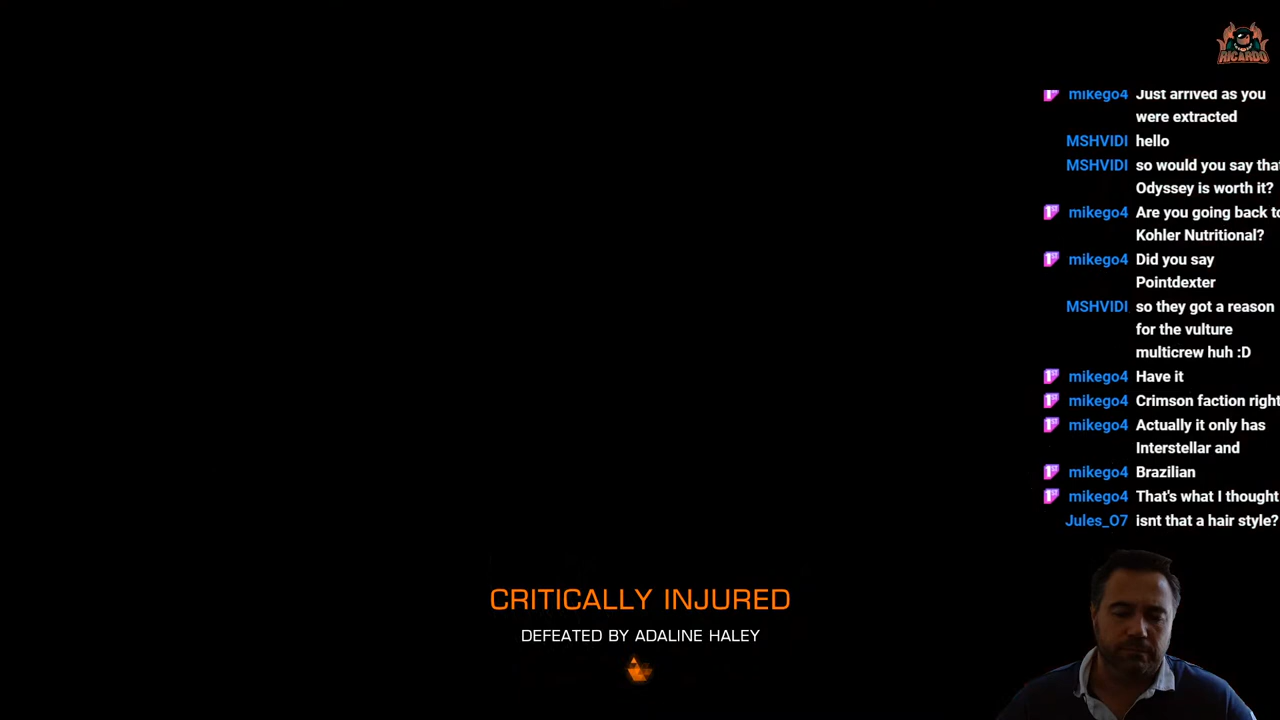 RICARDO
mikego4 Just arrived as you
were extracted
MSHVIDI hello
MSHVIDI so would you say that
Odyssey is worth it?
mikego4 Are you going back to
Kohler Nutritional?
mikego4 Did you say
Pointdexter
MSHVIDI so they got a reason
for the vulture
multicrew huh :D
mikego4 Have it
mikego4 Crimson faction right
mikego4 Actually it only has
Interstellar and
mikego4 Brazilian
mikego4 That's what I thought
Jules_O7 isnt that a hair style?
CRITICALLY INJURED
DEFEATED BY ADALINE HALEY